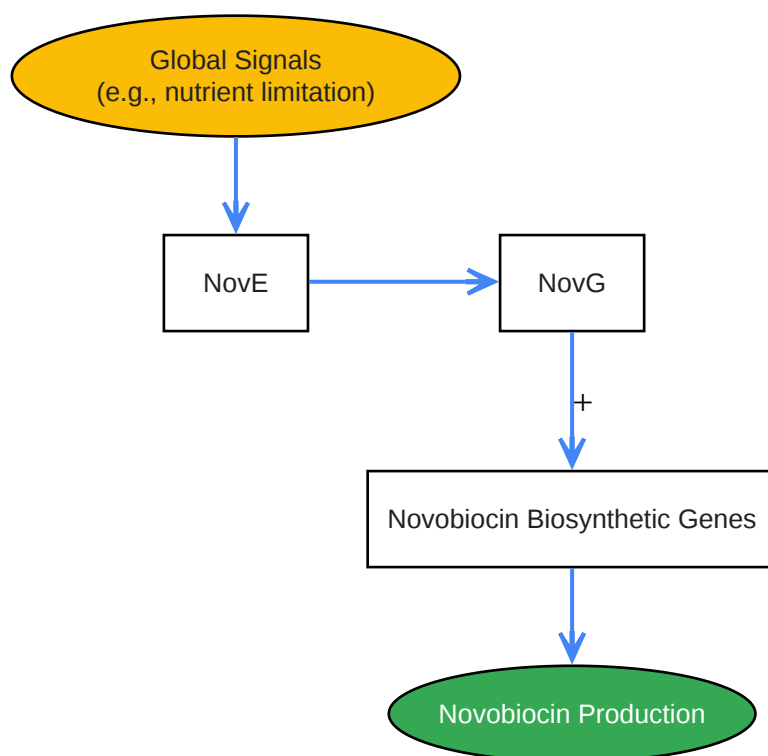 Global Signals
(e.g., nutrient limitation)
NovE
NovG
+
Novobiocin Biosynthetic Genes
Novobiocin Production